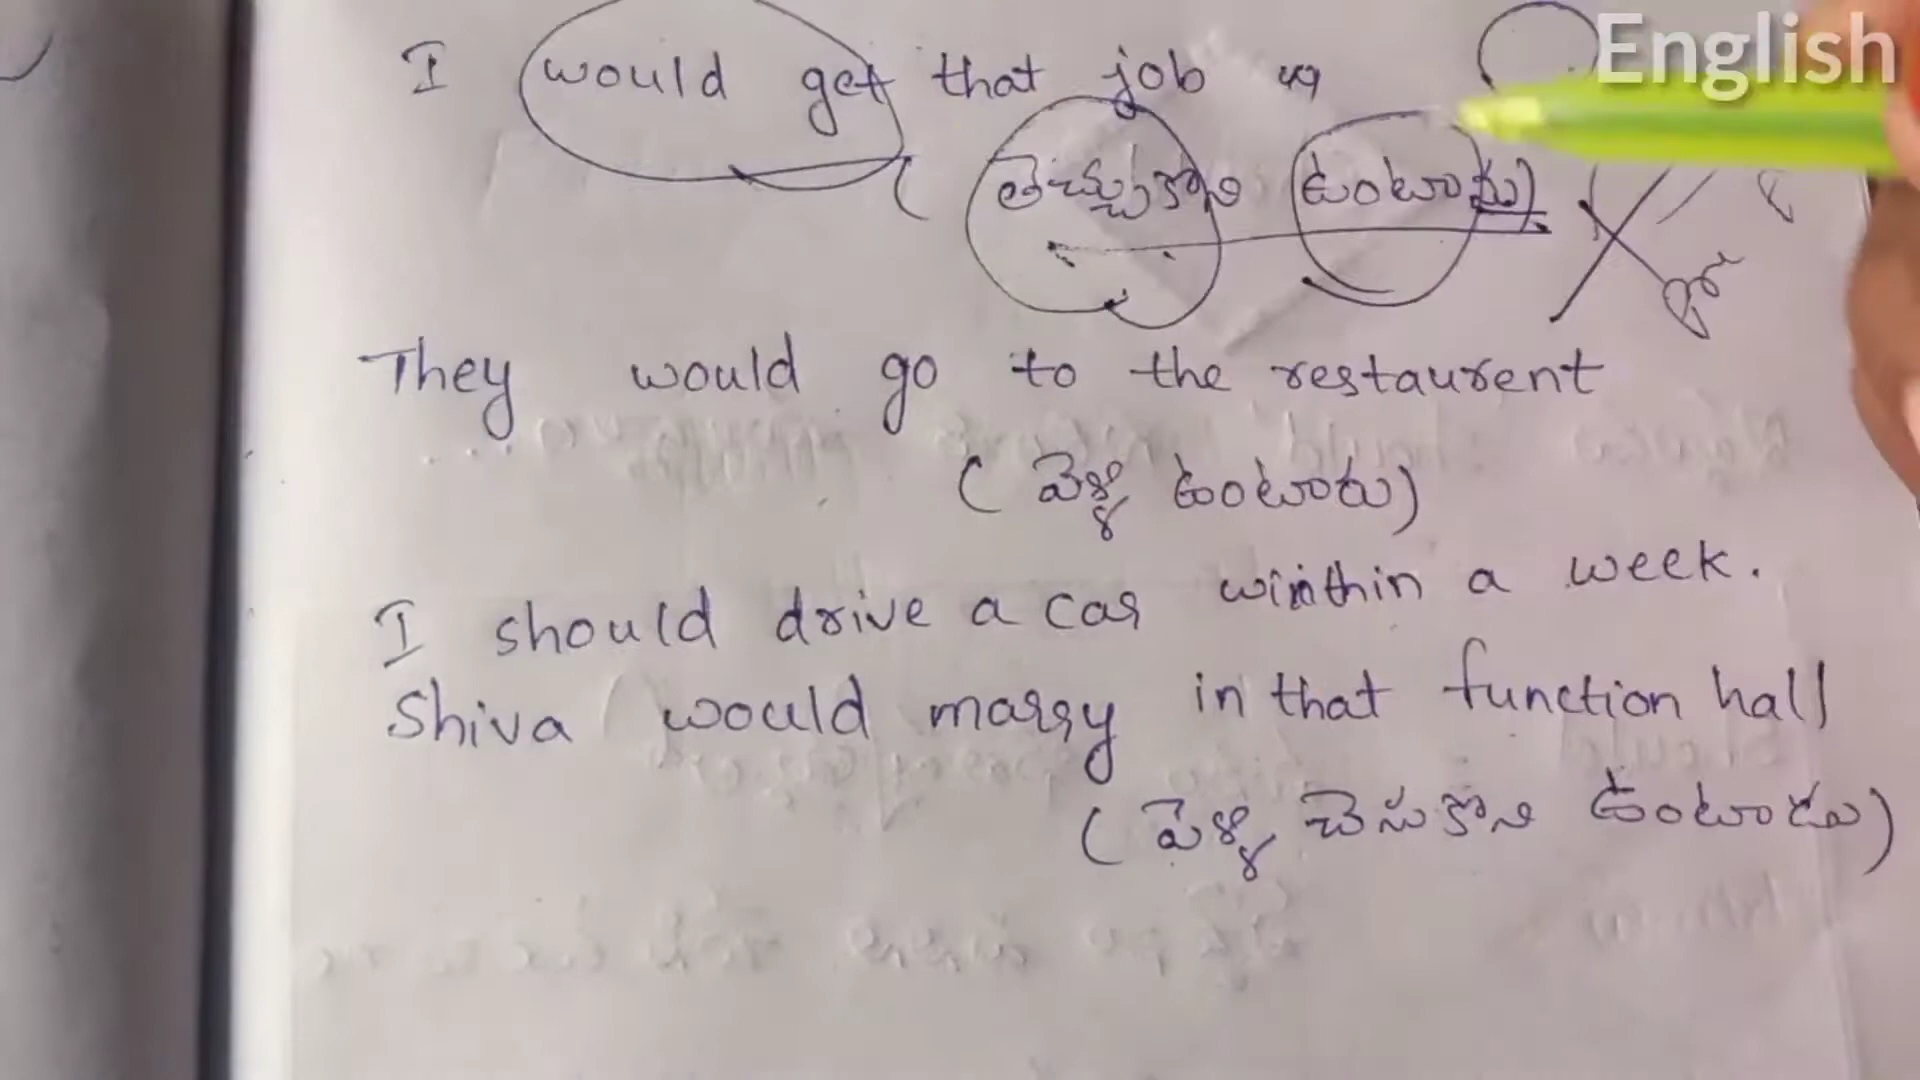 English
I would get that job
(తెచ్చుకొని ఉంటాడు)
They would go to the restaurent
(వెళ్ళి ఉంటారు)
I should drive a car winthin a week.
Shiva would marry in that function hall
(పెళ్ళి చేసుకొని ఉంటాడు)